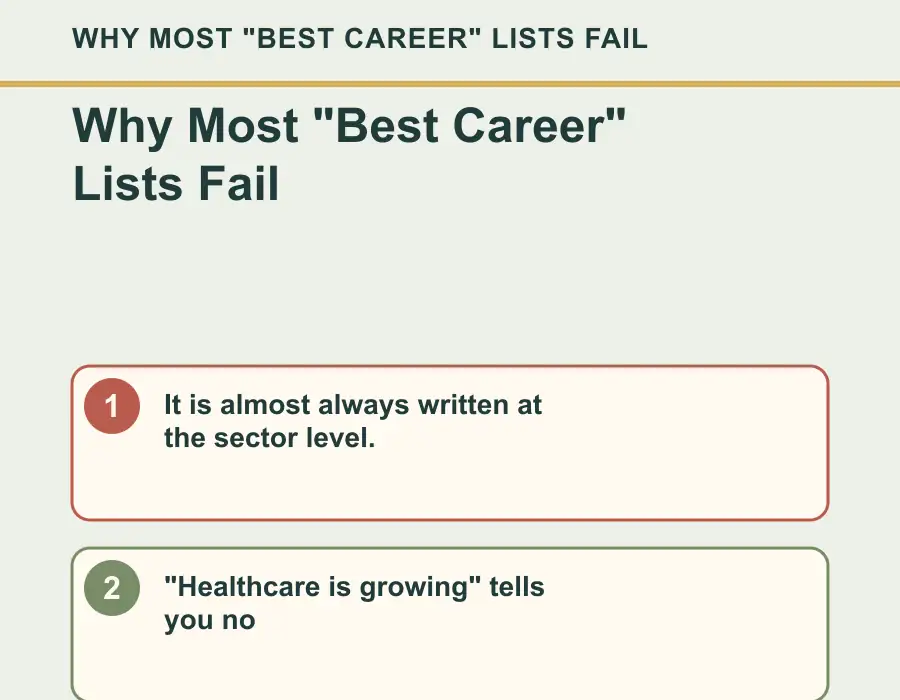 WHY MOST "BEST CAREER" LISTS FAIL
Why Most "Best Career"
Lists Fail
1
It is almost always written at
the sector level.
2
"Healthcare is growing" tells
you no